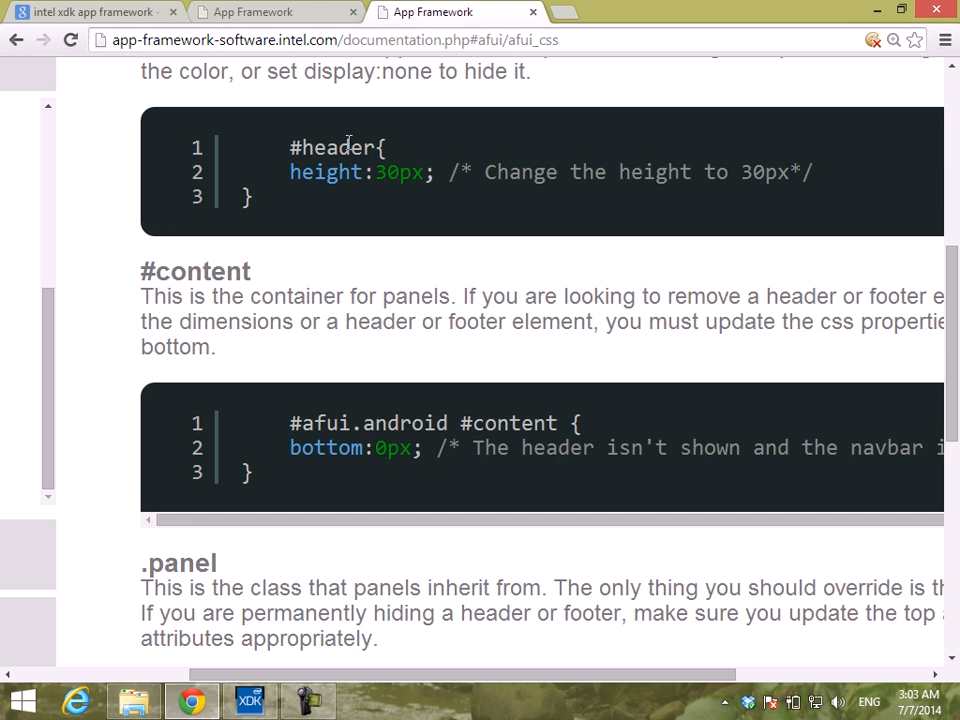 intel xdk app framework -
App Framework
App Framework
app-framework-software.intel.com/documentation.php#afui/afui_css
the color, or set display:none to hide it.
1 #header{
2 height:30px; /* Change the height to 30px*/
3 }
#content
This is the container for panels. If you are looking to remove a header or footer e
the dimensions or a header or footer element, you must update the css propertie
bottom.
1 #afui.android #content {
2 bottom:0px; /* The header isn't shown and the navbar i
3 }
.panel
This is the class that panels inherit from. The only thing you should override is th
If you are permanently hiding a header or footer, make sure you update the top a
attributes appropriately.
XDK
ENG
3:03 AM
7/7/2014